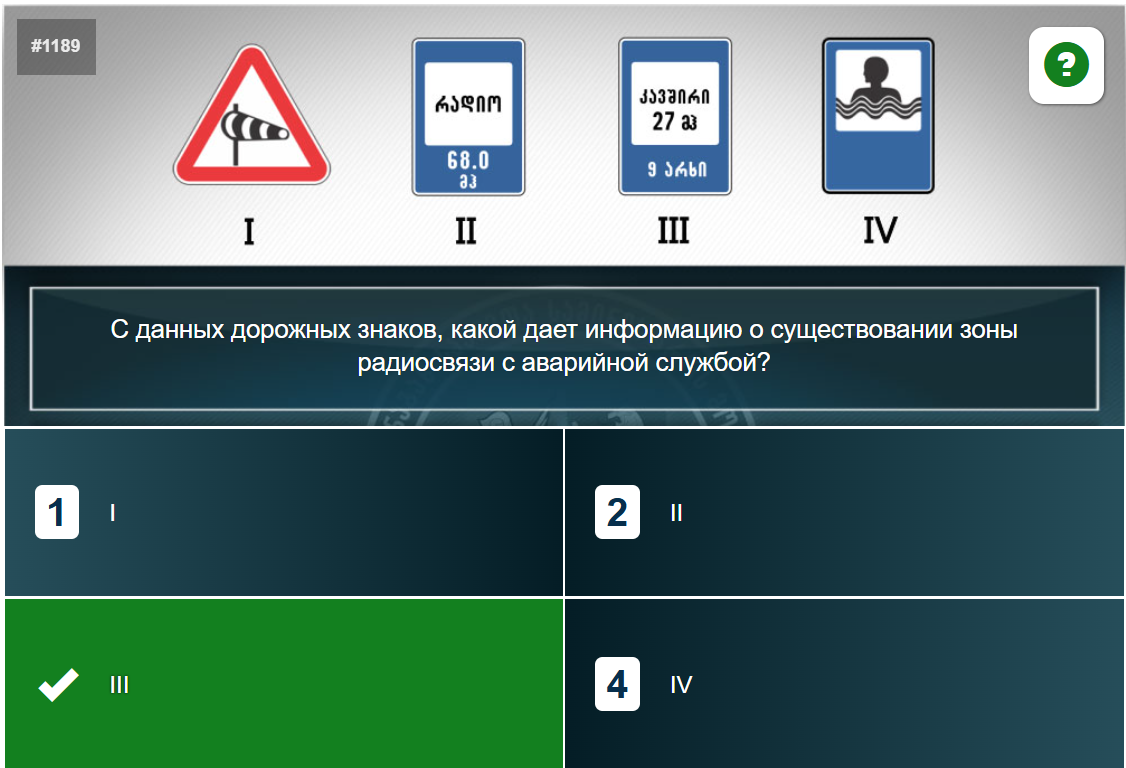 #1189
?
რადიო
68.0
მჰ
კავშირი
27 მჰ
9 არხი
I
II
III
IV
С данных дорожных знаков, какой дает информацию о существовании зоны
радиосвязи с аварийной службой?
1 I
2 II
III
4 IV